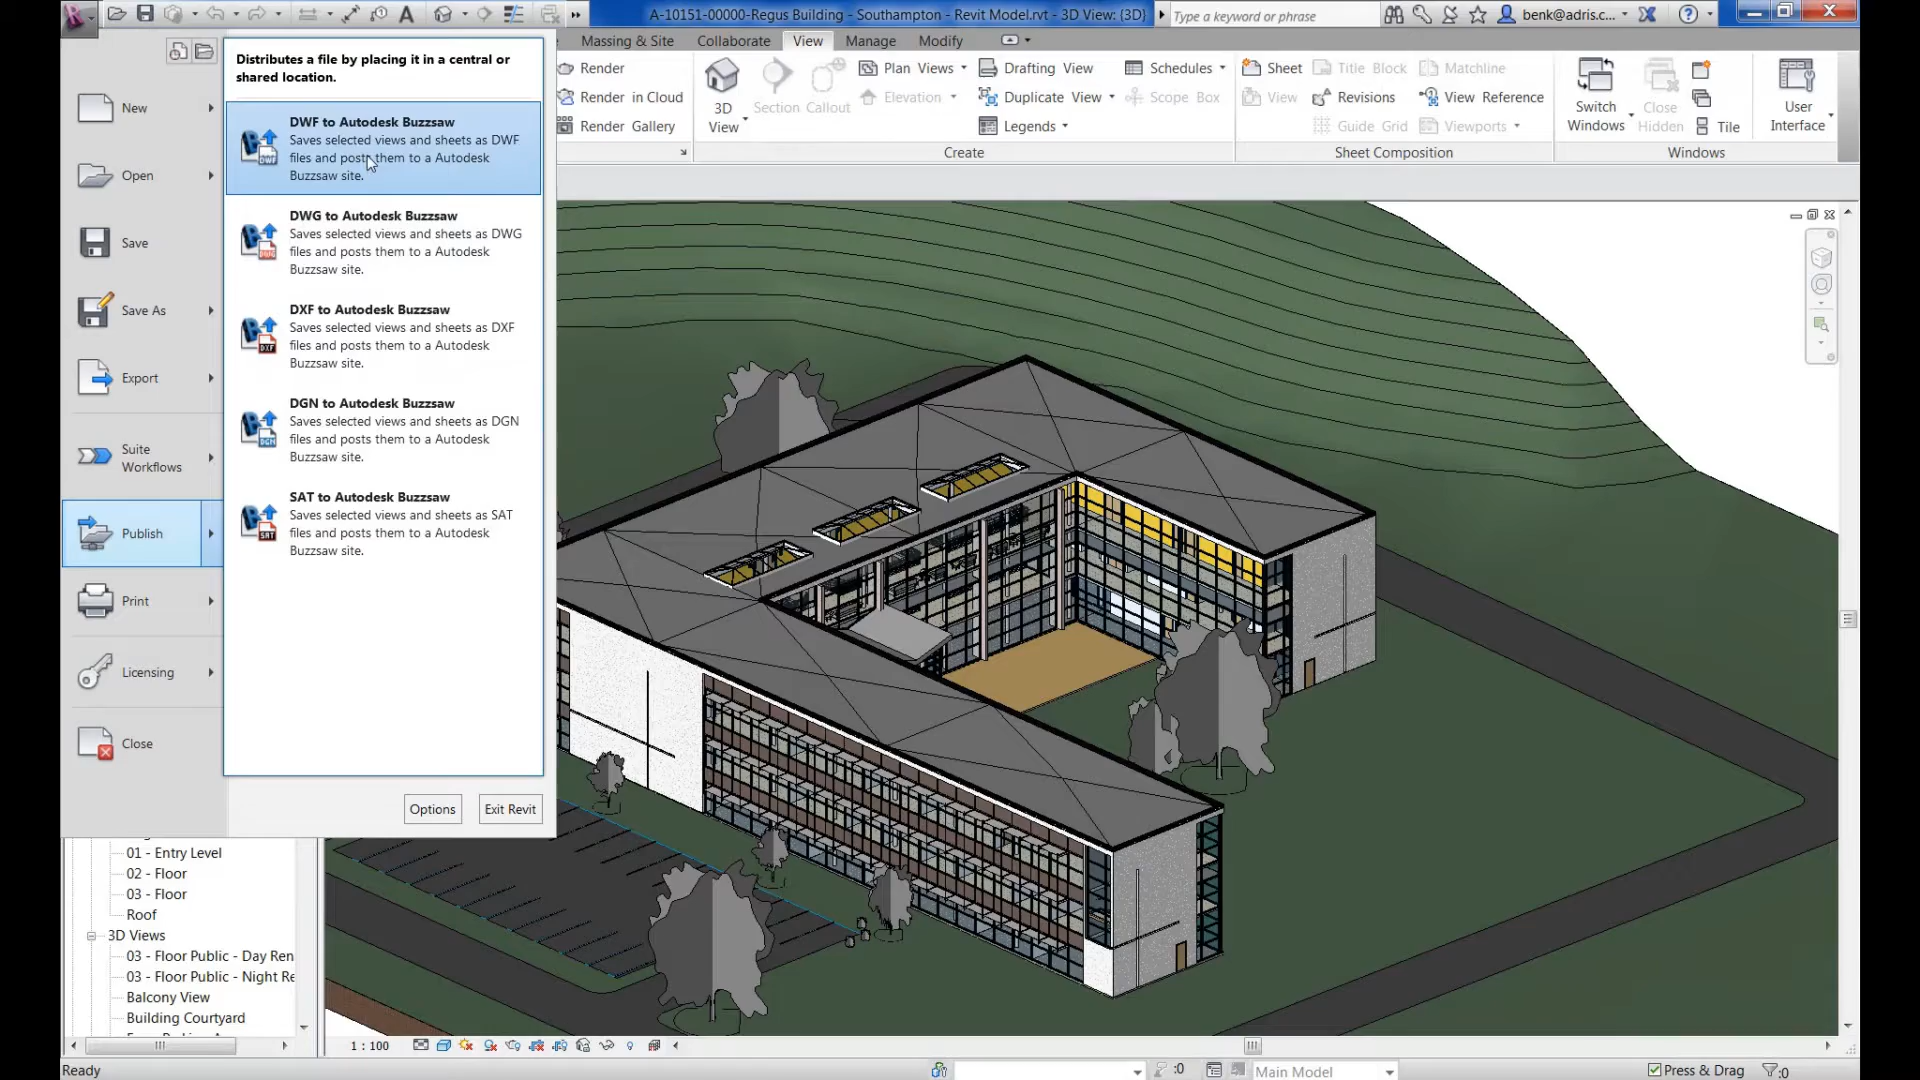 A-10151-00000-Regus Building - Southampton - Revit Model.rvt - 3D View: {3D}
Type a keyword or phrase
benk@adris.c...
Massing & Site
Collaborate
View
Manage
Modify
Render
Render in Cloud
Render Gallery
3D
View
Section
Callout
Plan Views
Elevation
Drafting View
Duplicate View
Legends
Schedules
Scope Box
Create
Sheet
View
Title Block
Revisions
Guide Grid
Matchline
View Reference
Viewports
Sheet Composition
Switch
Windows
Close
Hidden
Tile
User
Interface
Windows
Distributes a file by placing it in a central or
shared location.
New
Open
Save
Save As
Export
Suite
Workflows
Publish
Print
Licensing
Close
DWF to Autodesk Buzzsaw
Saves selected views and sheets as DWF
files and posts them to a Autodesk
Buzzsaw site.
DWG to Autodesk Buzzsaw
Saves selected views and sheets as DWG
files and posts them to a Autodesk
Buzzsaw site.
DXF to Autodesk Buzzsaw
Saves selected views and sheets as DXF
files and posts them to a Autodesk
Buzzsaw site.
DGN to Autodesk Buzzsaw
Saves selected views and sheets as DGN
files and posts them to a Autodesk
Buzzsaw site.
SAT to Autodesk Buzzsaw
Saves selected views and sheets as SAT
files and posts them to a Autodesk
Buzzsaw site.
Options
Exit Revit
01 - Entry Level
02 - Floor
03 - Floor
Roof
3D Views
03 - Floor Public - Day Ren
03 - Floor Public - Night Re
Balcony View
Building Courtyard
1 : 100
Ready
:0
Main Model
Press & Drag
:0